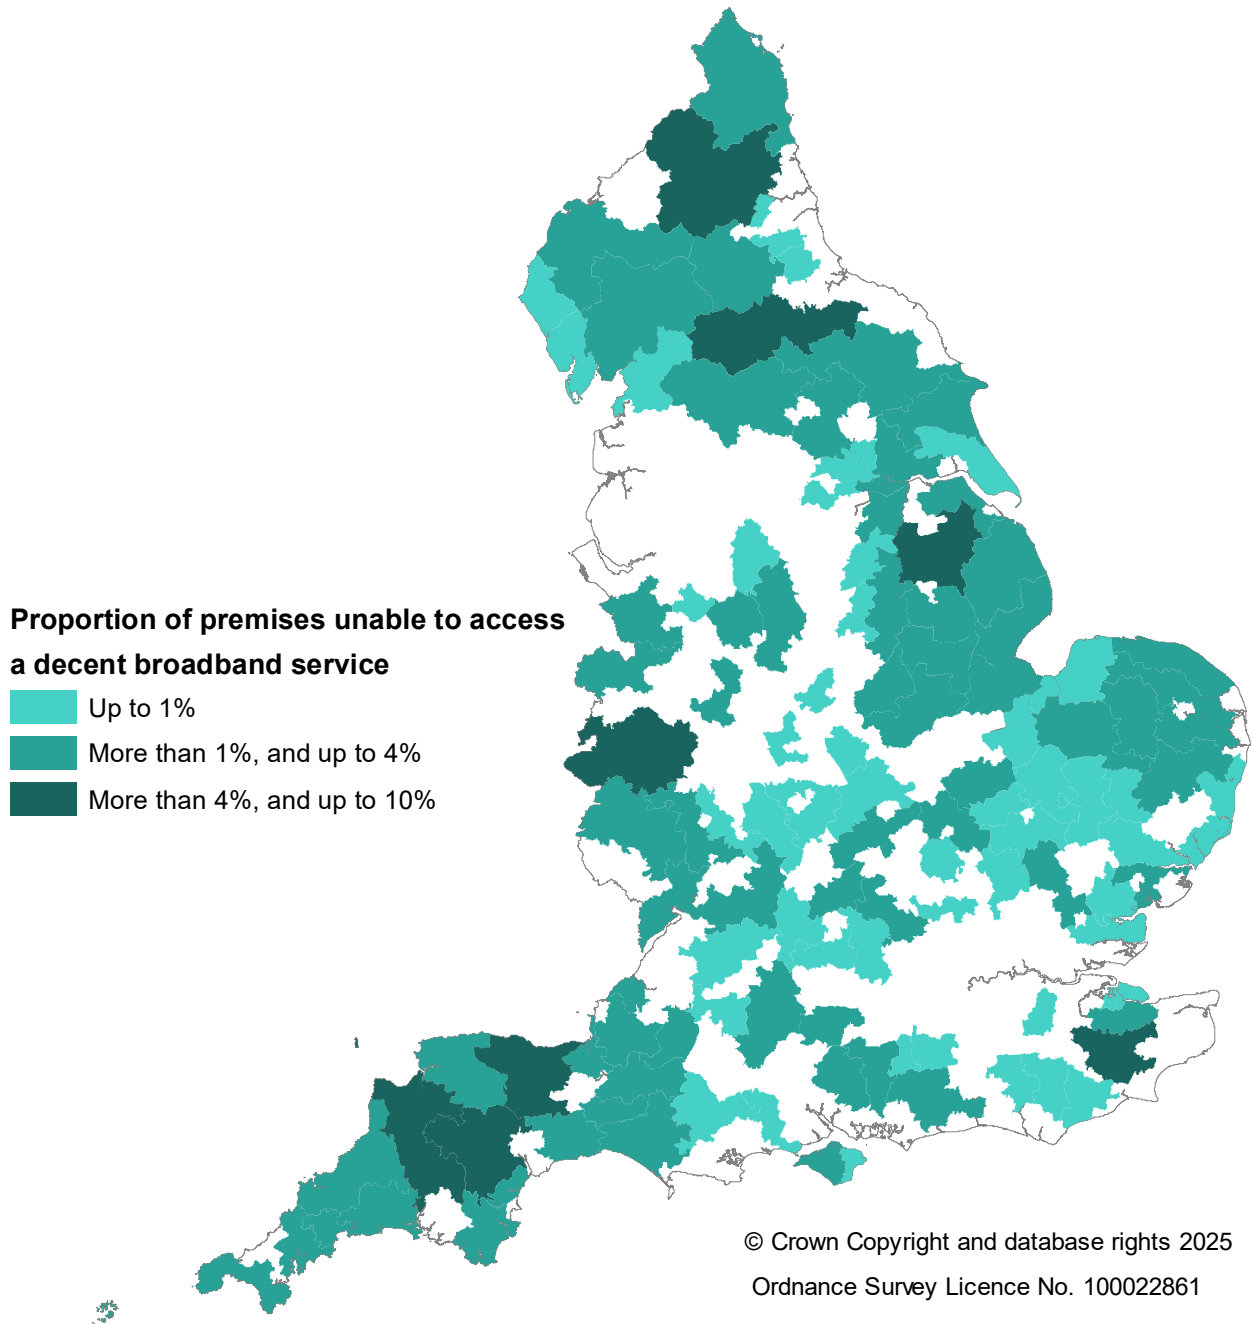 Proportion of premises unable to access
a decent broadband service
Up to 1%
More than 1%, and up to 4%
More than 4%, and up to 10%
© Crown Copyright and database rights 2025
Ordnance Survey Licence No. 100022861